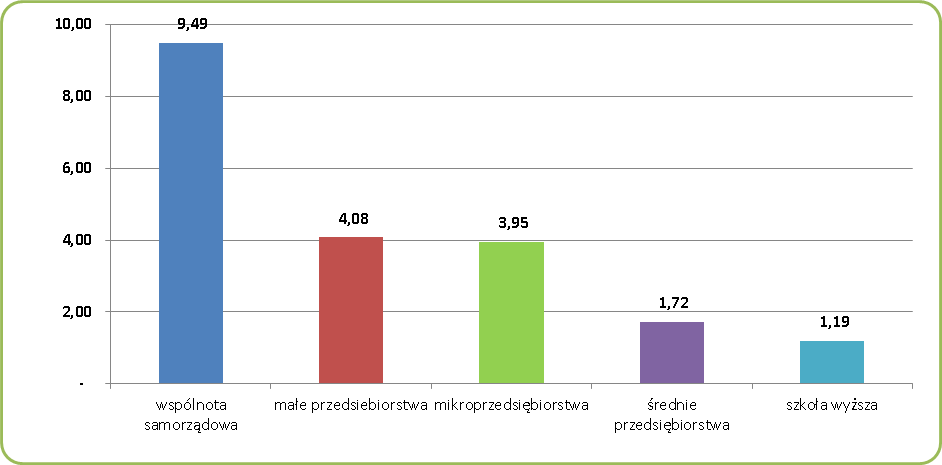 10,00
8,00
6,00
4,00
2,00
-
9,49
4,08
3,95
1,72
1,19
wspólnota
samorządowa
małe przedsiebiorstwa
mikroprzedsiębiorstwa
średnie
przedsiębiorstwa
szkoła wyższa